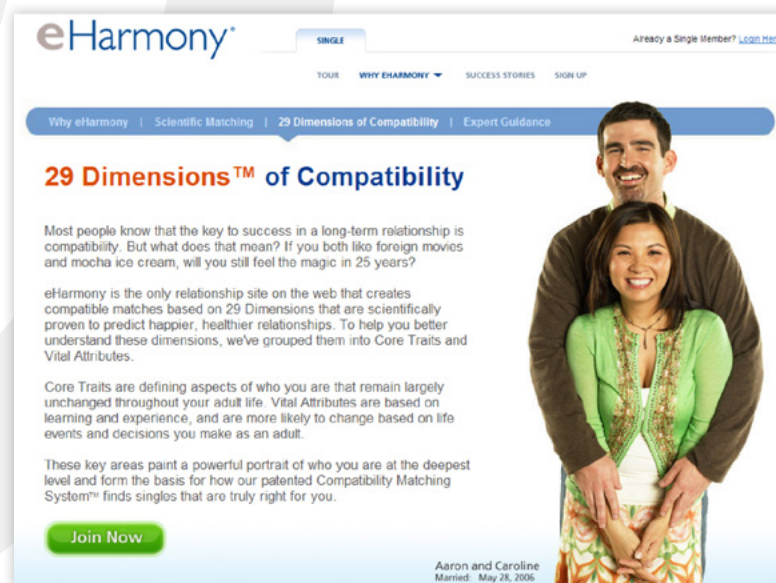 eHarmony®
SINGLE
Already a Single Member? Login Her
TOUR WHY EHARMONY SUCCESS STORIES SIGN UP
Why eHarmony | Scientific Matching | 29 Dimensions of Compatibility | Expert Guidance
29 Dimensions™ of Compatibility
Most people know that the key to success in a long-term relationship is
compatibility. But what does that mean? If you both like foreign movies
and mocha ice cream, will you still feel the magic in 25 years?
eHarmony is the only relationship site on the web that creates
compatible matches based on 29 Dimensions that are scientifically
proven to predict happier, healthier relationships. To help you better
understand these dimensions, we've grouped them into Core Traits and
Vital Attributes.
Core Traits are defining aspects of who you are that remain largely
unchanged throughout your adult life. Vital Attributes are based on
learning and experience, and are more likely to change based on life
events and decisions you make as an adult.
These key areas paint a powerful portrait of who you are at the deepest
level and form the basis for how our patented Compatibility Matching
System™ finds singles that are truly right for you.
Join Now
Aaron and Caroline
Married: May 28, 2006